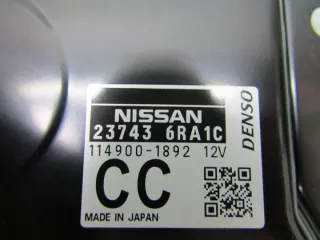 NISSAN
23743 6RA1C
114900-1892 12V
CC
MADE IN JAPAN
DENSO